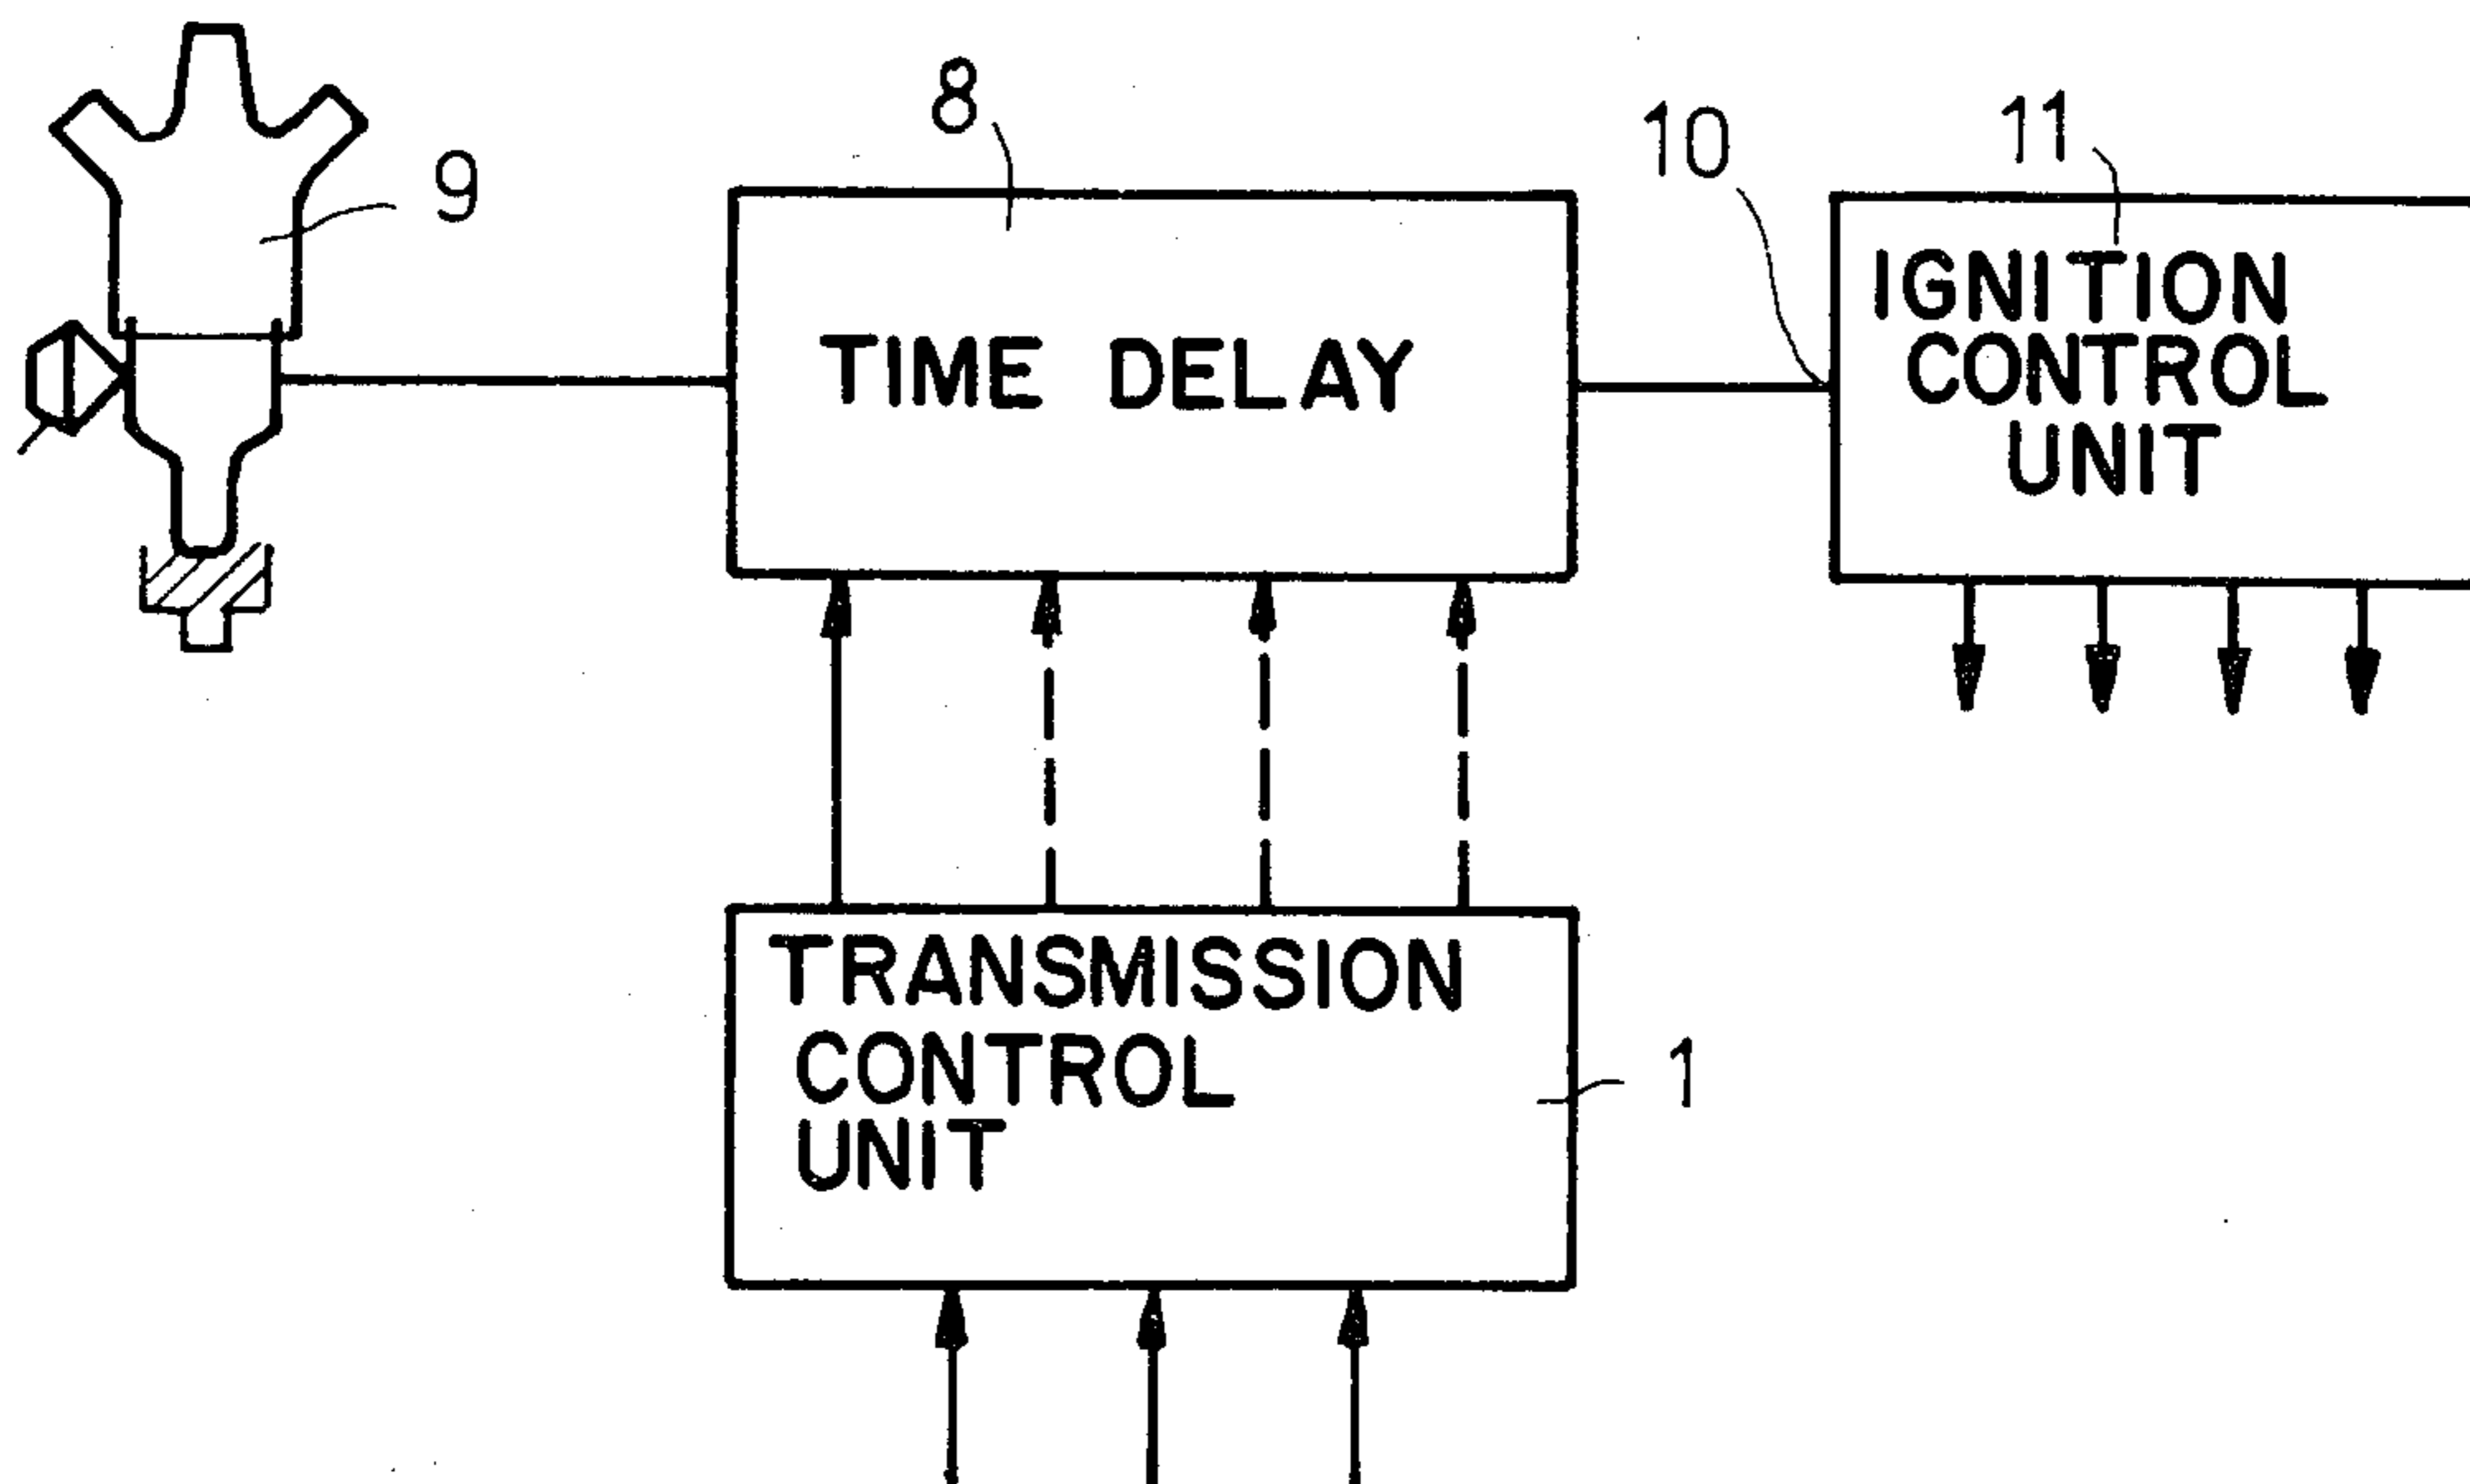 9
8
10
11
TIME DELAY
IGNITION
CONTROL
UNIT
TRANSMISSION
CONTROL
UNIT
1